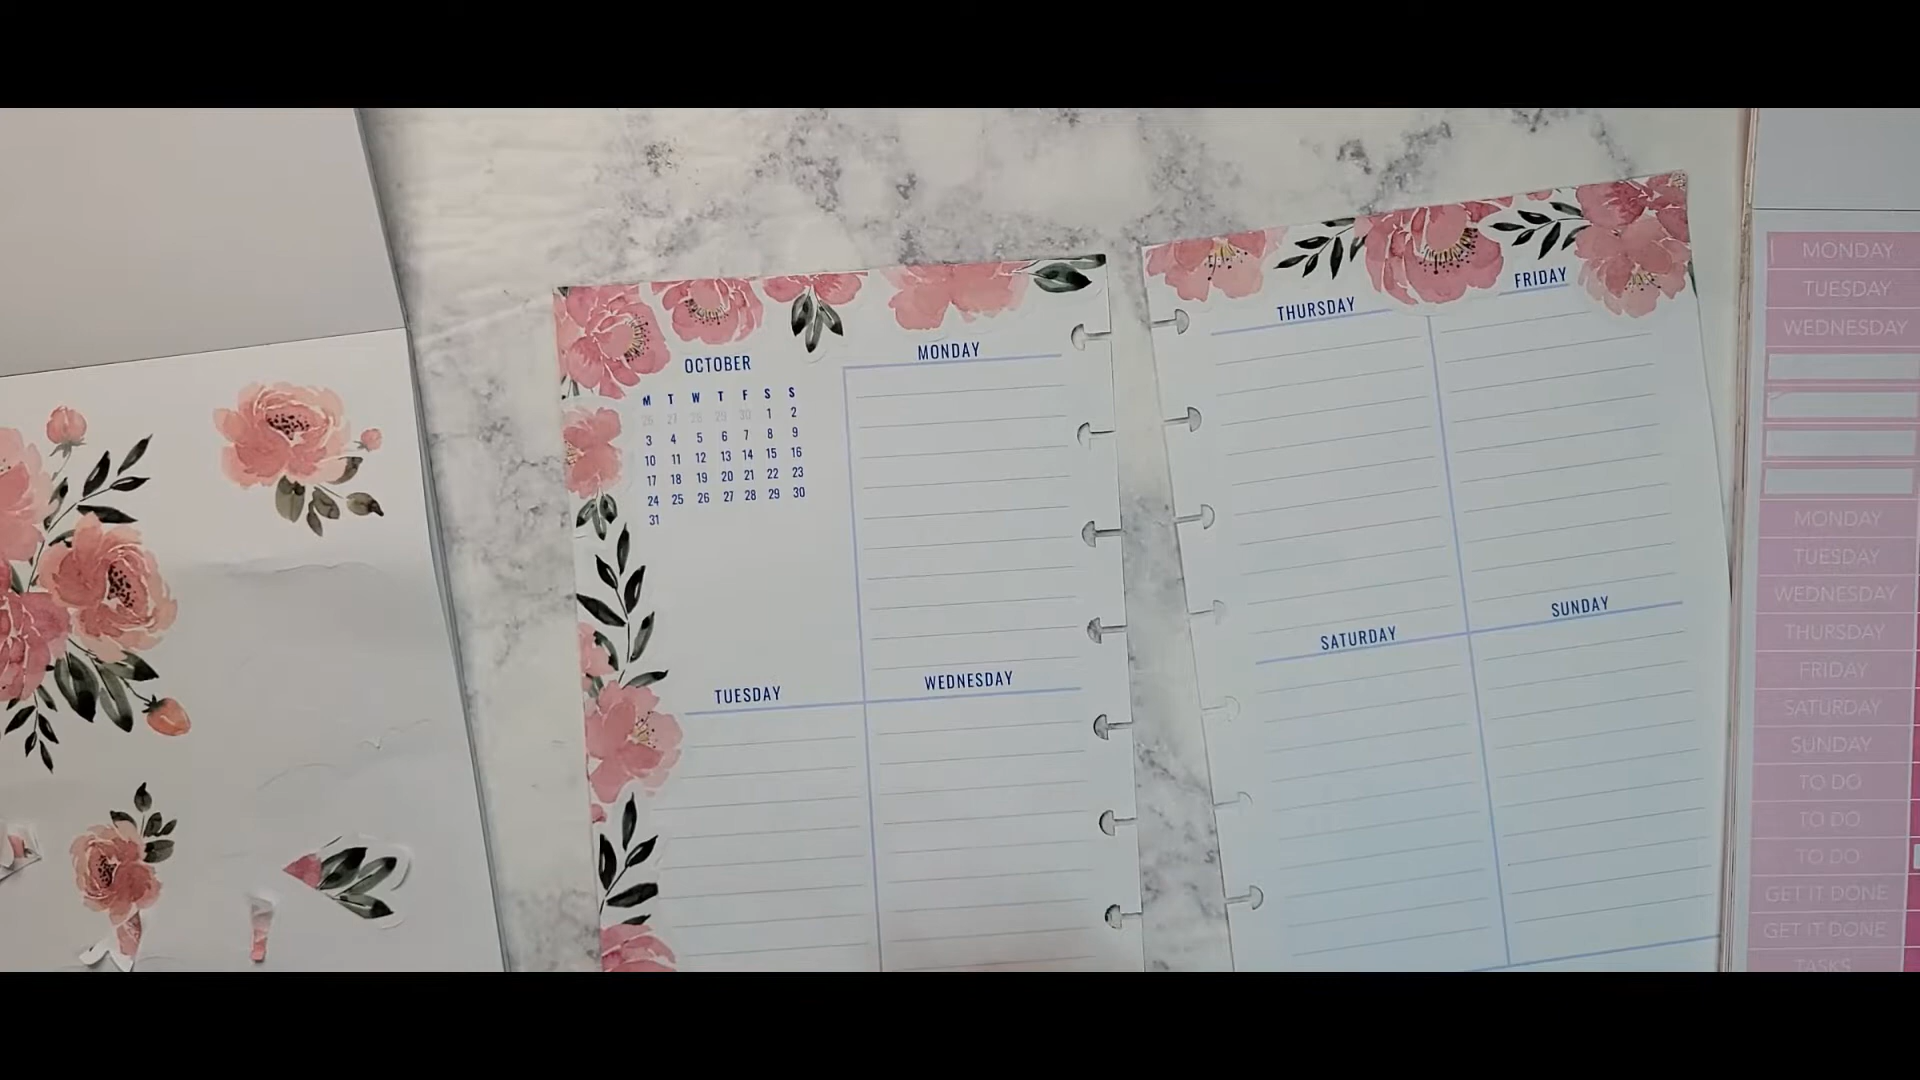 OCTOBER
M T W T F S S
26 27 28 29 30 1 2
3 4 5 6 7 8 9
10 11 12 13 14 15 16
17 18 19 20 21 22 23
24 25 26 27 28 29 30
31
MONDAY
TUESDAY
WEDNESDAY
THURSDAY
FRIDAY
SATURDAY
SUNDAY
MONDAY
TUESDAY
WEDNESDAY
MONDAY
TUESDAY
WEDNESDAY
THURSDAY
FRIDAY
SATURDAY
SUNDAY
TO DO
TO DO
TO DO
GET IT DONE
GET IT DONE
TASKS